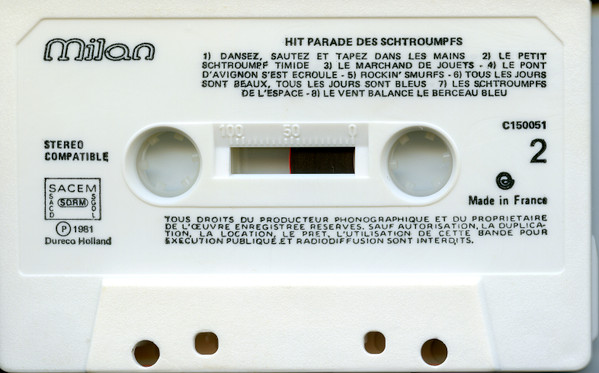 Milan
HIT PARADE DES SCHTROUMPFS
1) DANSEZ, SAUTEZ ET TAPEZ DANS LES MAINS 2) LE PETIT
SCHTROUMPF TIMIDE 3) LE MARCHAND DE JOUETS - 4) LE PONT
D'AVIGNON S'EST ECROULE - 5) ROCKIN' SMURFS - 6) TOUS LES JOURS
SONT BEAUX, TOUS LES JOURS SONT BLEUS 7) LES SCHTROUMPFS
DE L'ESPACE - 8) LE VENT BALANCE LE BERCEAU BLEU
STEREO
COMPATIBLE
100 50 0
C150051
2
Made in France
SACEM
SACD SDRM SGDL
P 1981
Dureco Holland
TOUS DROITS DU PRODUCTEUR PHONOGRAPHIQUE ET DU PROPRIETAIRE
DE L'ŒUVRE ENREGISTREE RESERVES. SAUF AUTORISATION, LA DUPLICA-
TION, LA LOCATION, LE PRET, L'UTILISATION DE CETTE BANDE POUR
EXECUTION PUBLIQUE ET RADIODIFFUSION SONT INTERDITS.